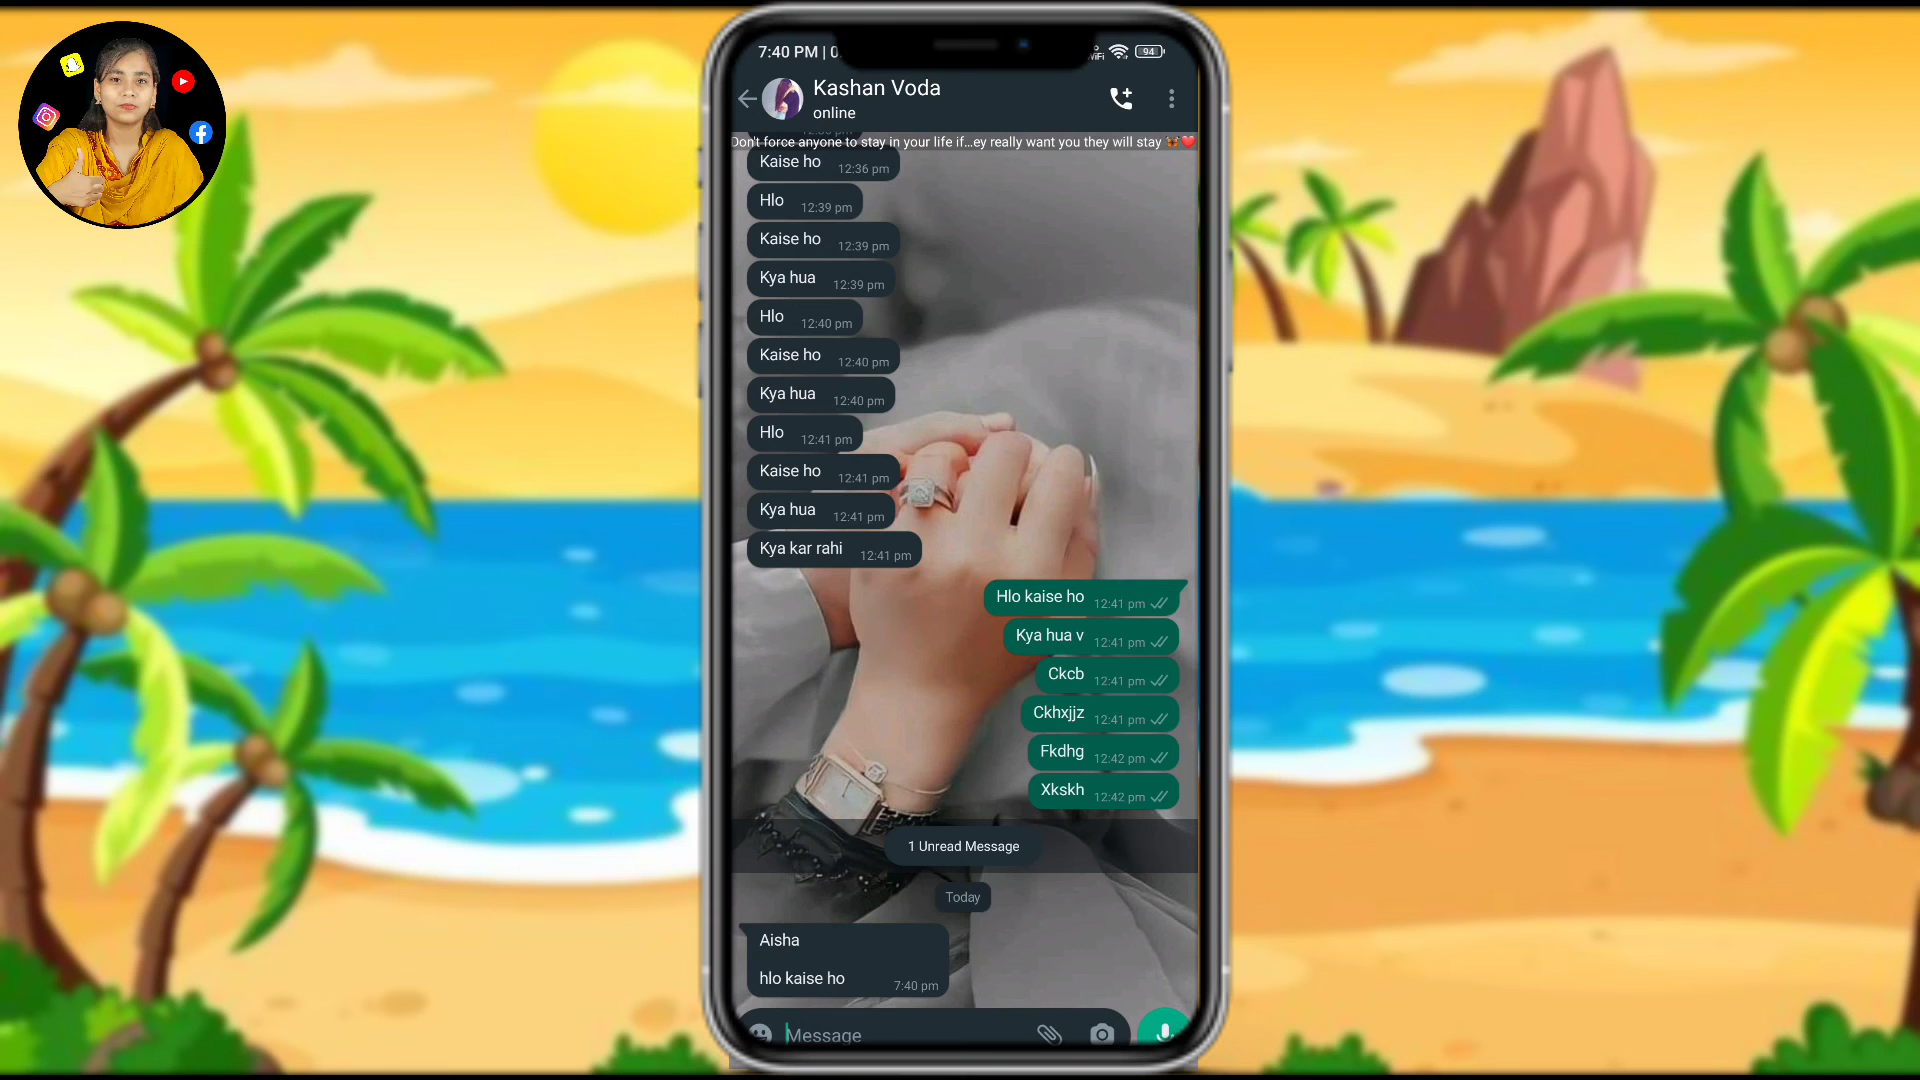 7:40 PM | 0
WiFi
94
Kashan Voda
online
Don't force anyone to stay in your life if...ey really want you they will stay 🦋❤️
Kaise ho 12:36 pm
Hlo 12:39 pm
Kaise ho 12:39 pm
Kya hua 12:39 pm
Hlo 12:40 pm
Kaise ho 12:40 pm
Kya hua 12:40 pm
Hlo 12:41 pm
Kaise ho 12:41 pm
Kya hua 12:41 pm
Kya kar rahi 12:41 pm
Hlo kaise ho 12:41 pm
Kya hua v 12:41 pm
Ckcb 12:41 pm
Ckhxjjz 12:41 pm
Fkdhg 12:42 pm
Xkskh 12:42 pm
1 Unread Message
Today
Aisha
hlo kaise ho 7:40 pm
Message